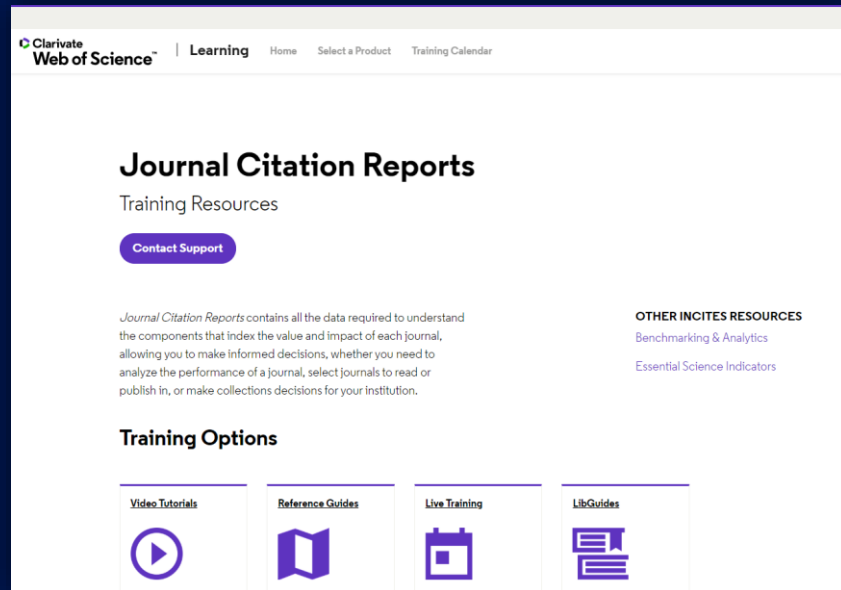 Clarivate
Web of Science™ | Learning Home Select a Product Training Calendar
Journal Citation Reports
Training Resources
Contact Support
Journal Citation Reports contains all the data required to understand
the components that index the value and impact of each journal,
allowing you to make informed decisions, whether you need to
analyze the performance of a journal, select journals to read or
publish in, or make collections decisions for your institution.
OTHER INCITES RESOURCES
Benchmarking & Analytics
Essential Science Indicators
Training Options
Video Tutorials
Reference Guides
Live Training
LibGuides